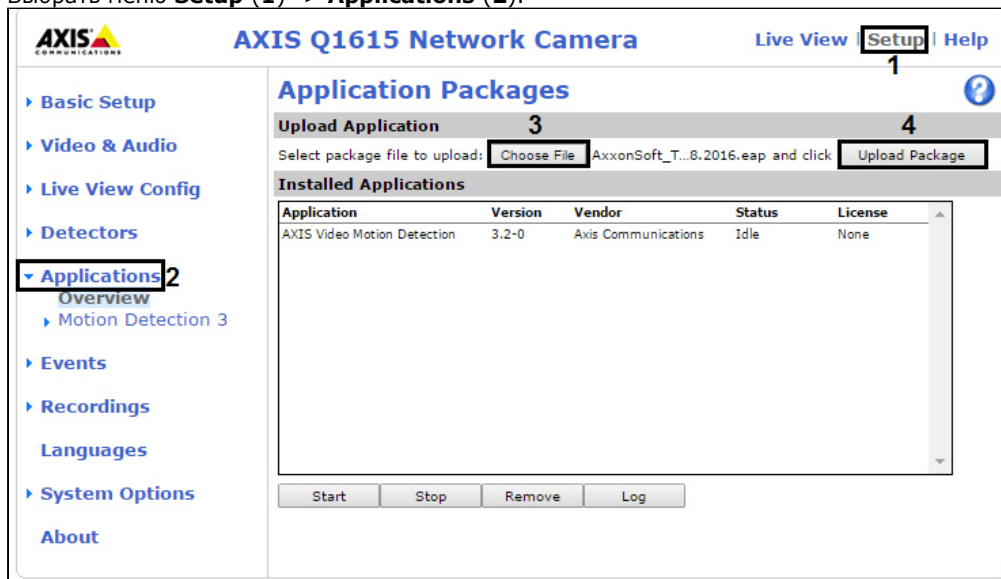 Выбрать меню Setup (1) -> Applications (2).
AXIS
COMMUNICATIONS
AXIS Q1615 Network Camera
Live View | Setup | Help
1
Application Packages
?
Basic Setup
Upload Application 3 4
Video & Audio
Select package file to upload: Choose File AxxonSoft_T...8.2016.eap and click Upload Package
Live View Config
Installed Applications
Application Version Vendor Status License
Detectors
AXIS Video Motion Detection 3.2-0 Axis Communications Idle None
Applications 2
Overview
Motion Detection 3
Events
Recordings
Languages
System Options
Start Stop Remove Log
About